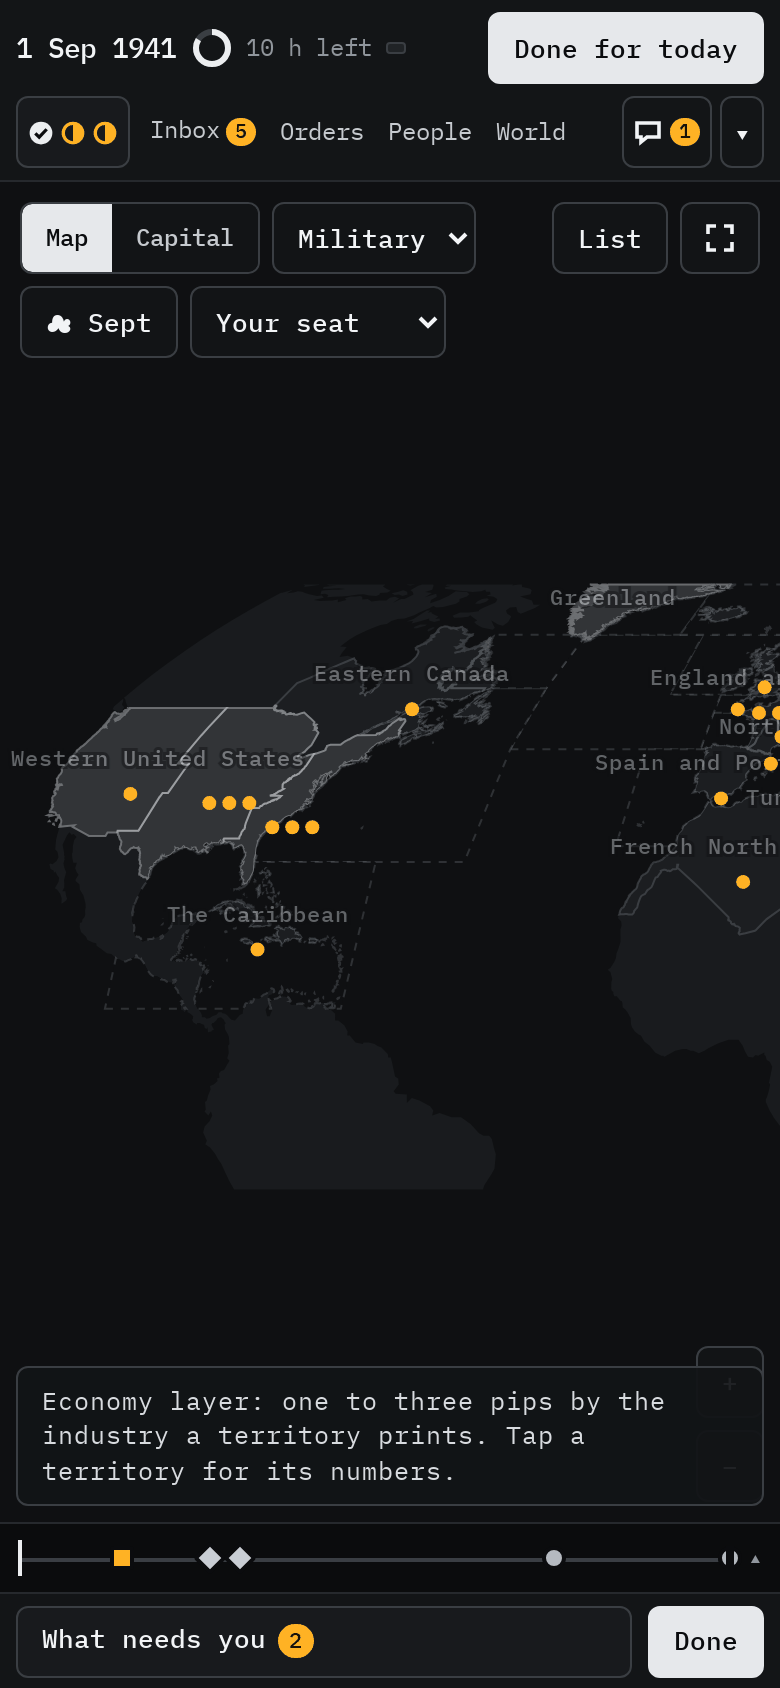 1 Sep 1941 10 h left Done for today
Inbox 5 Orders People World 1
Map Capital Military List
Sept Your seat
Greenland
Eastern Canada
England
Western United States
Spain and Po
French North
The Caribbean
Economy layer: one to three pips by the
industry a territory prints. Tap a
territory for its numbers.
What needs you 2 Done